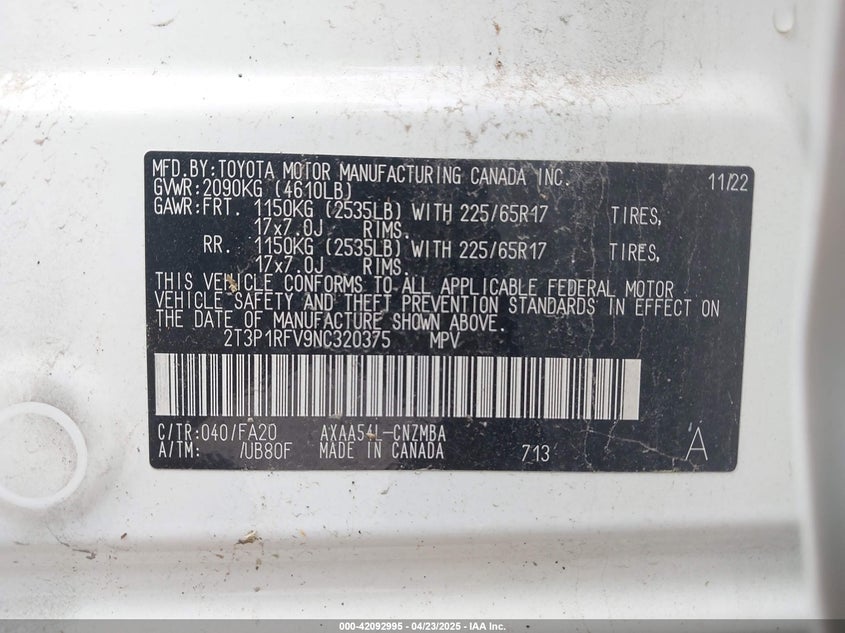 MFD.BY:TOYOTA MOTOR MANUFACTURING CANADA INC. 11/22
GVWR:2090KG (4610LB)
GAWR:FRT. 1150KG (2535LB) WITH 225/65R17 TIRES,
17x7.0J RIMS.
RR. 1150KG (2535LB) WITH 225/65R17 TIRES,
17x7.0J RIMS.
THIS VEHICLE CONFORMS TO ALL APPLICABLE FEDERAL MOTOR
VEHICLE SAFETY AND THEFT PREVENTION STANDARDS IN EFFECT ON
THE DATE OF MANUFACTURE SHOWN ABOVE.
2T3P1RFV9NC320375 MPV
C/TR:040/FA20 AXAA54L-CNZMBA
A/TM: /UB80F MADE IN CANADA 713 A
000-42092995 - 04/23/2025 - IAA Inc.